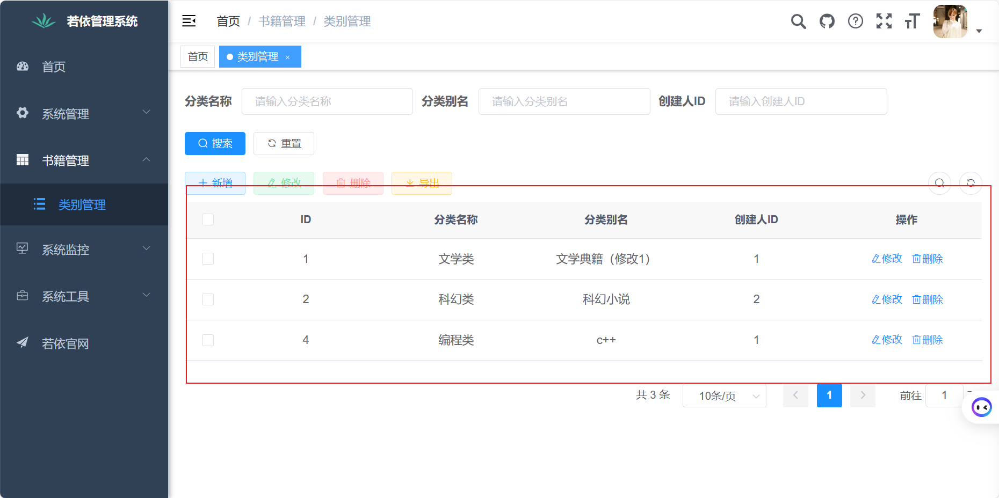 若依管理系统
首页 / 书籍管理 / 类别管理
首页
类别管理 ×
首页
系统管理
书籍管理
类别管理
系统监控
系统工具
若依官网
分类名称 请输入分类名称 分类别名 请输入分类别名 创建人ID 请输入创建人ID
搜索 重置
新增 修改 删除 导出
ID 分类名称 分类别名 创建人ID 操作
1 文学类 文学典籍（修改1） 1 修改 删除
2 科幻类 科幻小说 2 修改 删除
4 编程类 c++ 1 修改 删除
共 3 条 10条/页 1 前往 1